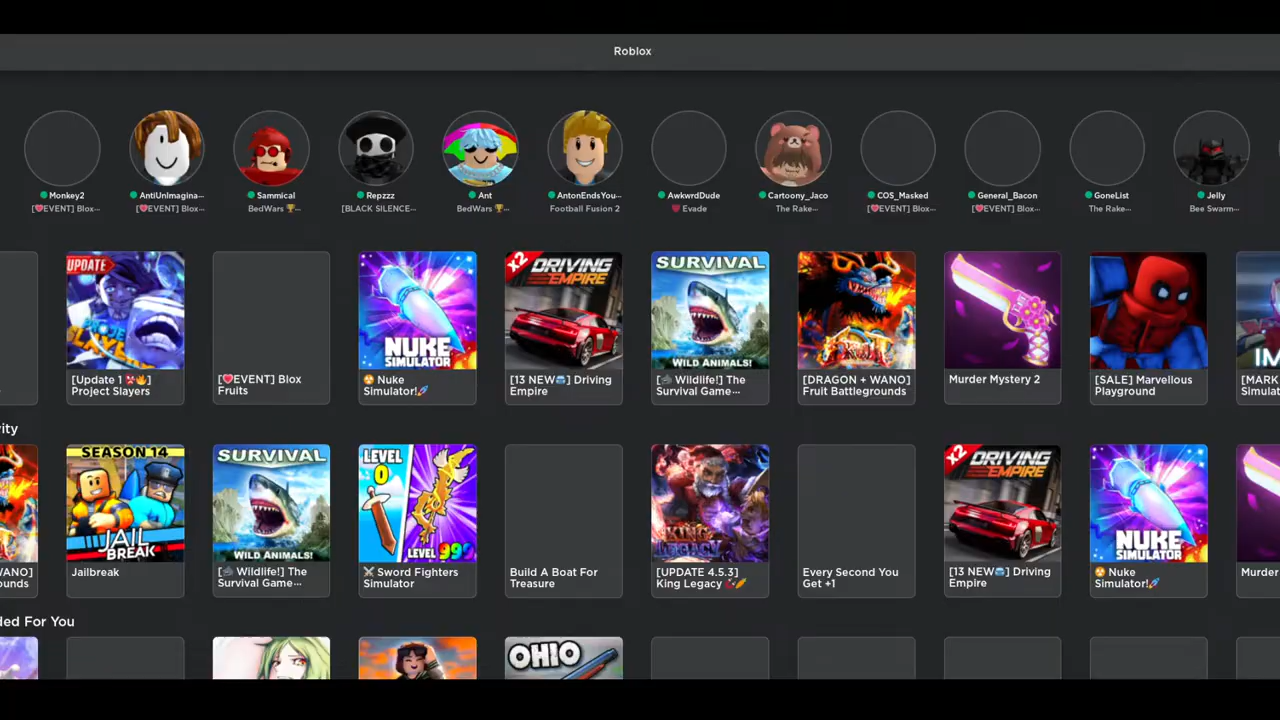 Roblox
Monkey2
AntiUnImagina...
Sammical
Repzzz
Ant
AntonEndsYou...
AwkwrdDude
Cartoony_Jaco
COS_Masked
General_Bacon
GoneList
Jelly
[💗EVENT] Blox...
[💗EVENT] Blox...
BedWars 🏆...
[BLACK SILENCE...
BedWars 🏆...
Football Fusion 2
Evade
The Rake...
[💗EVENT] Blox...
[💗EVENT] Blox...
The Rake...
Bee Swarm...
UPDATE
NUKE
SIMULATOR
X2
DRIVING
EMPIRE
SURVIVAL
WILD ANIMALS!
IM
[Update 1 🔥]
Project Slayers
[💗EVENT] Blox
Fruits
☢️ Nuke
Simulator!🚀
[13 NEW🚙] Driving
Empire
[🦈 Wildlife!] The
Survival Game...
[DRAGON + WANO]
Fruit Battlegrounds
Murder Mystery 2
[SALE] Marvellous
Playground
[MARK
Simulat
ity
SEASON 14
JAIL
BREAK
SURVIVAL
WILD ANIMALS!
LEVEL
0
LEVEL 999
KING
LEGACY
X2
DRIVING
EMPIRE
NUKE
SIMULATOR
WANO]
ounds
Jailbreak
[🦈 Wildlife!] The
Survival Game...
⚔️ Sword Fighters
Simulator
Build A Boat For
Treasure
[UPDATE 4.5.3]
King Legacy
Every Second You
Get +1
[13 NEW🚙] Driving
Empire
☢️ Nuke
Simulator!🚀
Murder
ded For You
OHIO